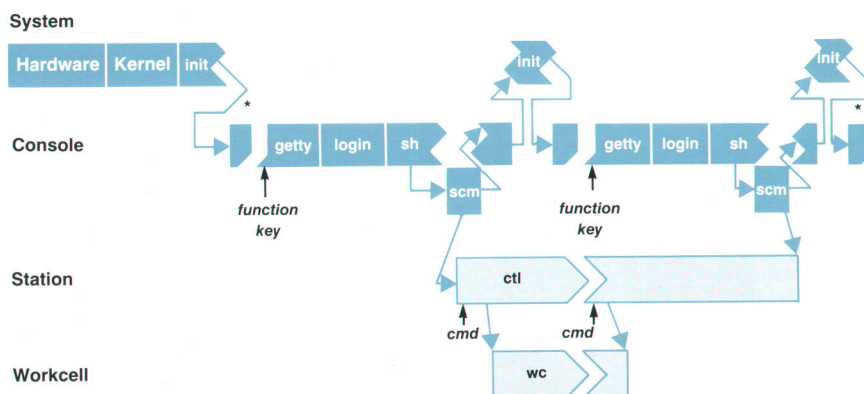 System
Hardware Kernel init init init
*
*
Console getty login sh getty login sh
scm scm
function
key
function
key
Station ctl
cmd cmd
Workcell wc